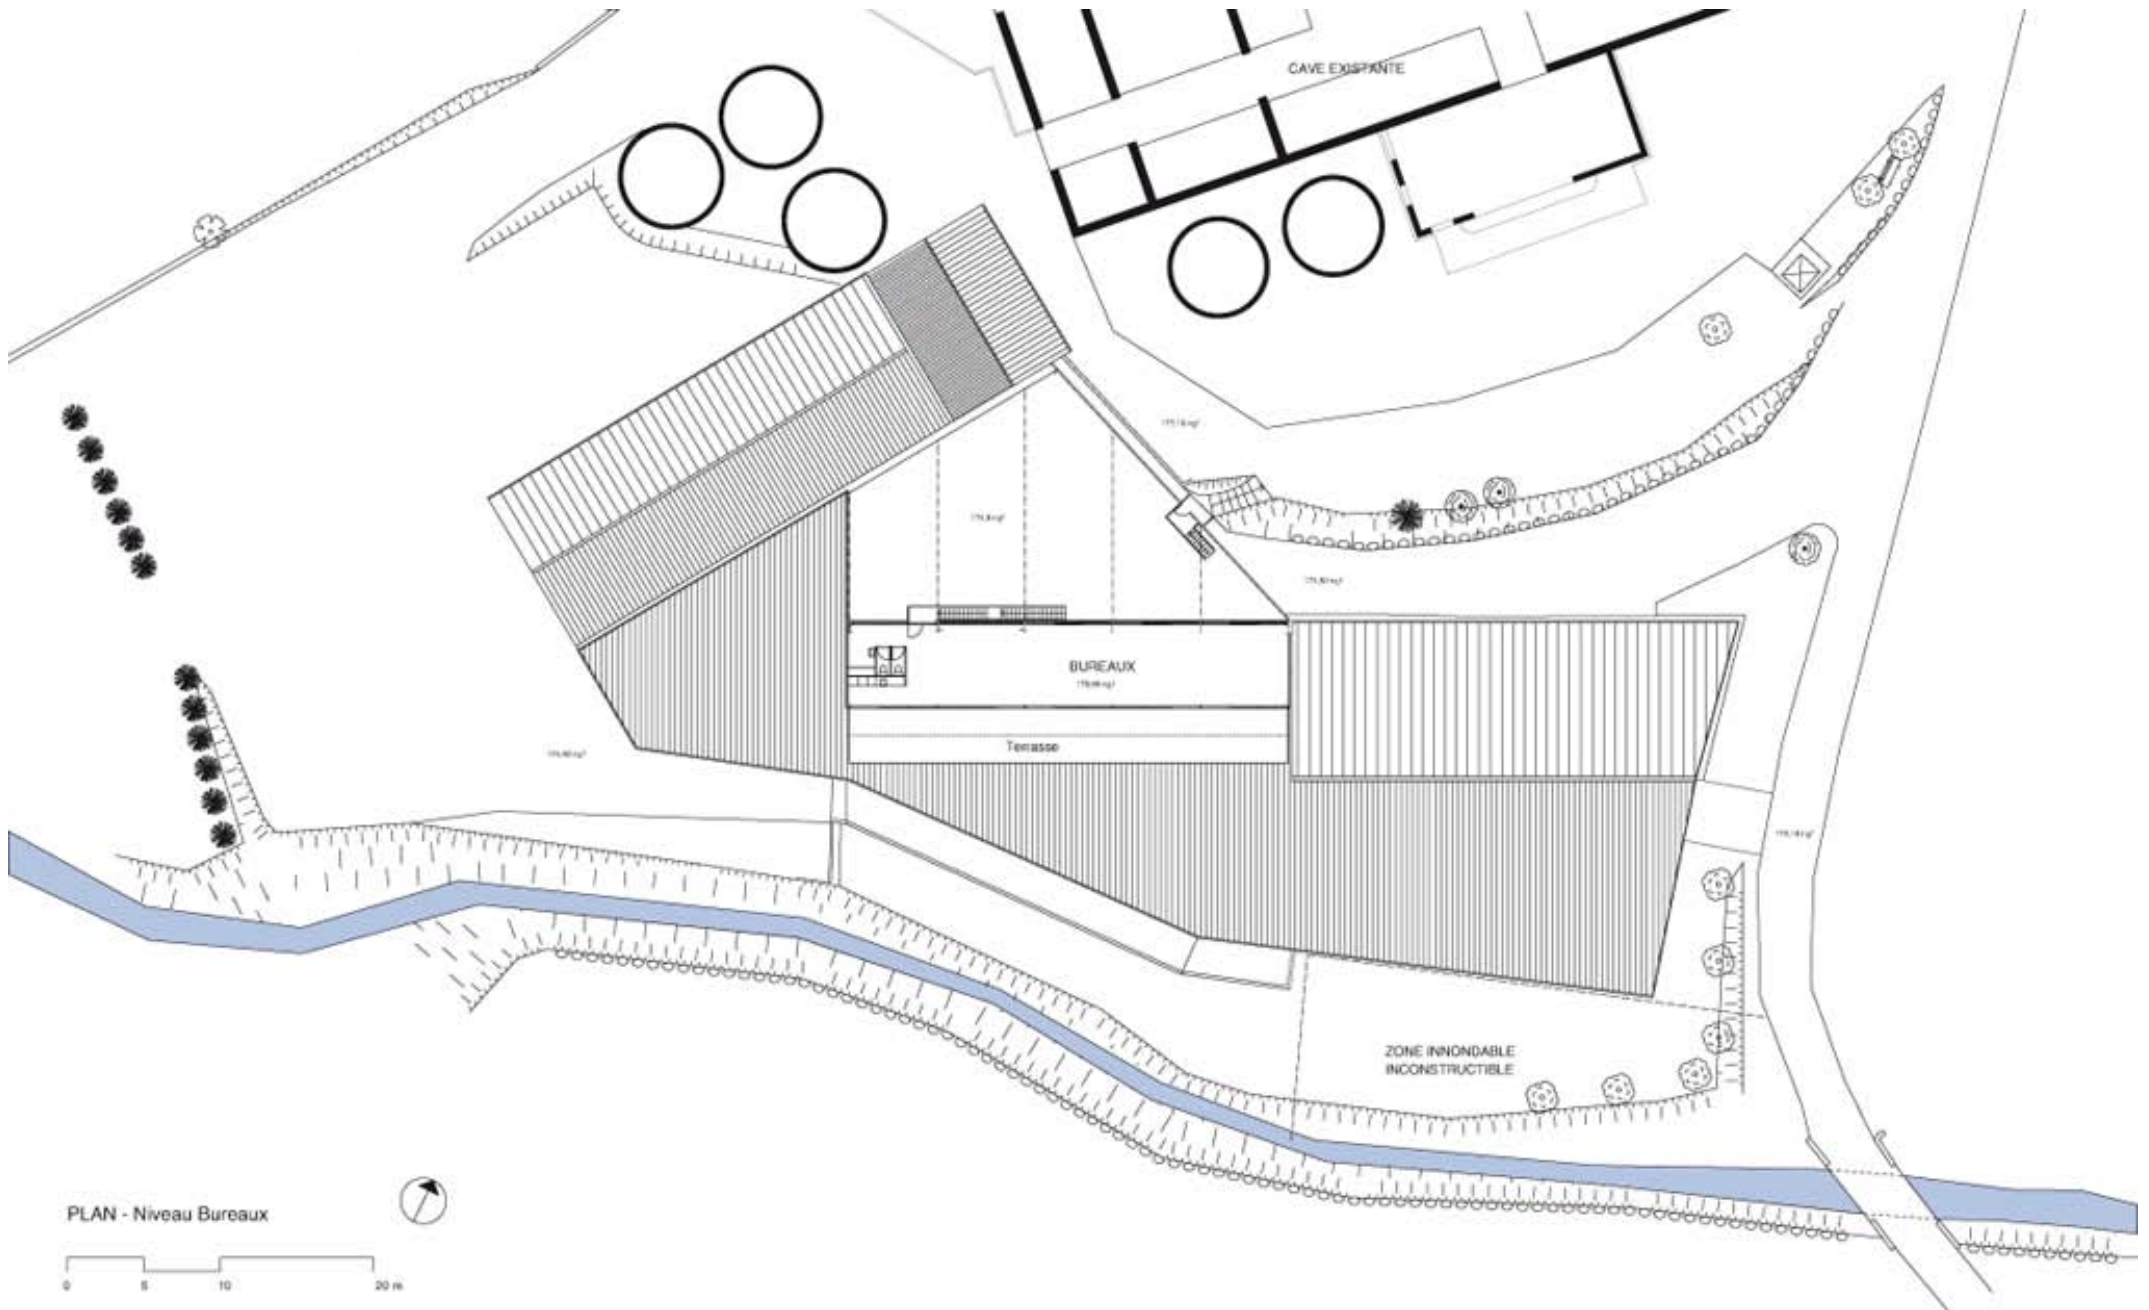 CAVE EXISTANTE
BUREAUX
Terrasse
ZONE INNONDABLE
INCONSTRUCTIBLE
PLAN - Niveau Bureaux
0 5 10 20 m